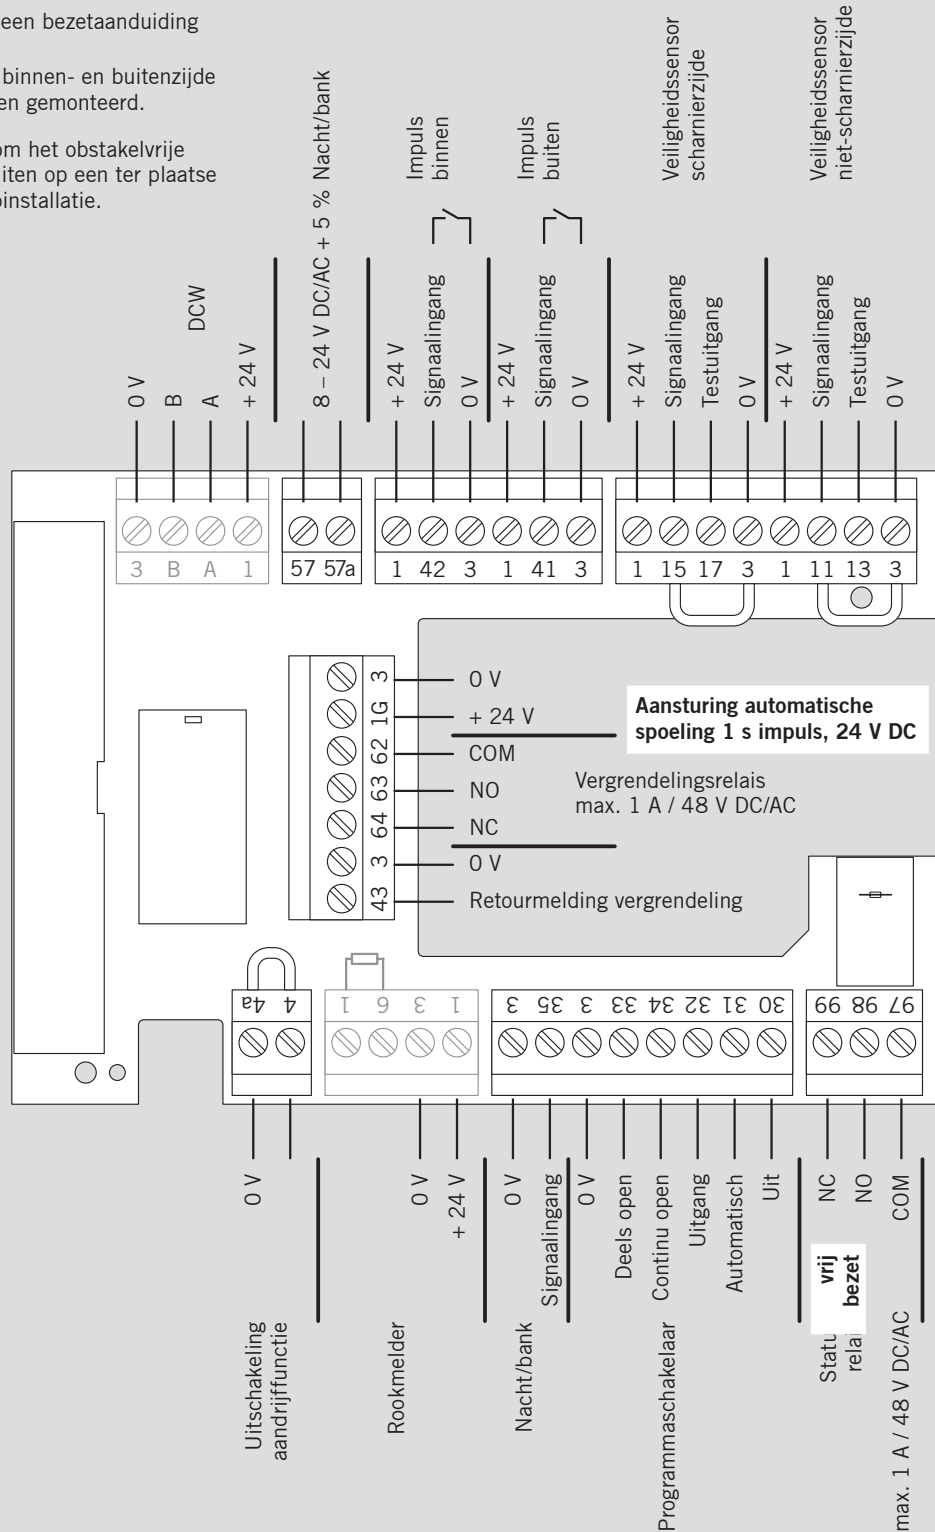 een bezetaanduiding
binnen- en buitenzijde
en gemonteerd.
om het obstakelvrije
iten op een ter plaatse
oinstallatie.
DCW
0 V
B
A
+ 24 V
8 – 24 V DC/AC + 5 % Nacht/bank
Impuls
binnen
+ 24 V
Signaalingang
0 V
Impuls
buiten
+ 24 V
Signaalingang
0 V
Veiligheidssensor
scharnierzijde
+ 24 V
Signaalingang
Testuitgang
0 V
Veiligheidssensor
niet-scharnierzijde
+ 24 V
Signaalingang
Testuitgang
0 V
3 B A 1
57 57a
1 42 3 1 41 3
1 15 17 3 1 11 13 3
3 0 V
1G + 24 V
62 COM
63 NO
64 NC
3 0 V
43 Retourmelding vergrendeling
Aansturing automatische
spoeling 1 s impuls, 24 V DC
Vergrendelingsrelais
max. 1 A / 48 V DC/AC
4a 4
1 6 3 1
3 35 3 33 34 32 31 30
99 98 97
0 V
Uitschakeling
aandrijffunctie
0 V
+ 24 V
Rookmelder
0 V
Signaalingang
Nacht/bank
0 V
Deels open
Continu open
Uitgang
Automatisch
Uit
Programmaschakelaar
NC
NO
COM
vrij
bezet
Statu
relai
max. 1 A / 48 V DC/AC